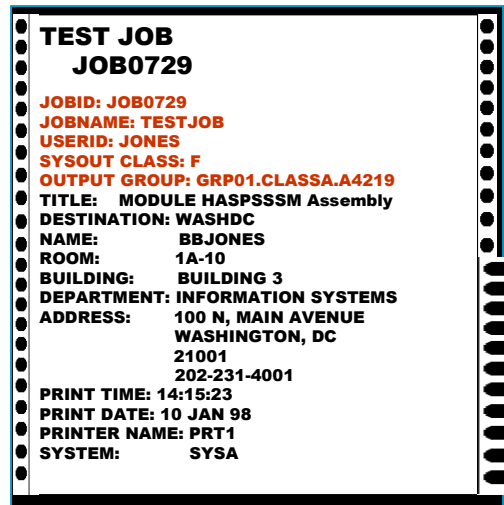 TEST JOB
JOB0729
JOBID: JOB0729
JOBNAME: TESTJOB
USERID: JONES
SYSOUT CLASS: F
OUTPUT GROUP: GRP01.CLASSA.A4219
TITLE: MODULE HASPSSSM Assembly
DESTINATION: WASHDC
NAME: BBJONES
ROOM: 1A-10
BUILDING: BUILDING 3
DEPARTMENT: INFORMATION SYSTEMS
ADDRESS: 100 N, MAIN AVENUE
WASHINGTON, DC
21001
202-231-4001
PRINT TIME: 14:15:23
PRINT DATE: 10 JAN 98
PRINTER NAME: PRT1
SYSTEM: SYSA